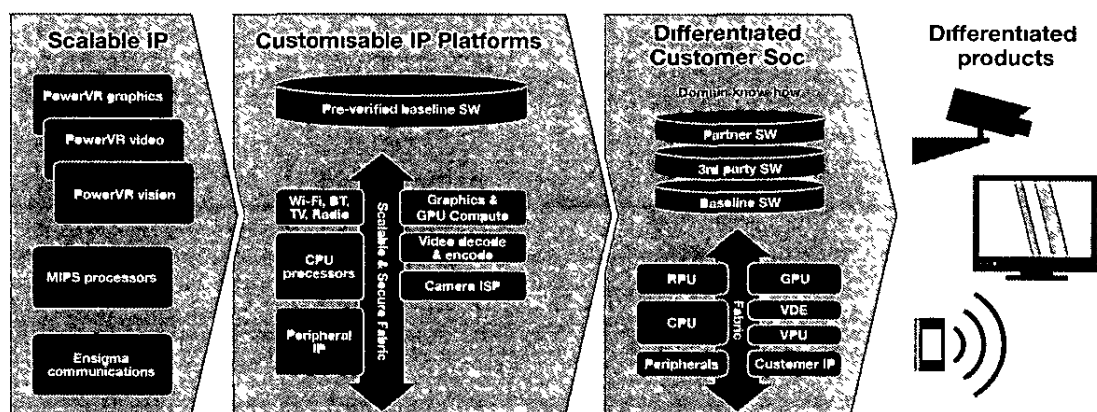 Scalable IP
PowerVR graphics
PowerVR video
PowerVR vision
MIPS processors
Ensigma
communications
Customisable IP Platforms
Pre-verified baseline SW
Wi-Fi, BT,
TV, Radio
CPU
processors
Peripheral
IP
Scalable & Secure Fabric
Graphics &
GPU Compute
Video decode
& encode
Camera ISP
Differentiated
Customer Soc
Domain know how
Partner SW
3rd party SW
Baseline SW
RPU
CPU
Peripherals
Fabric
GPU
VDE
VPU
Customer IP
Differentiated
products